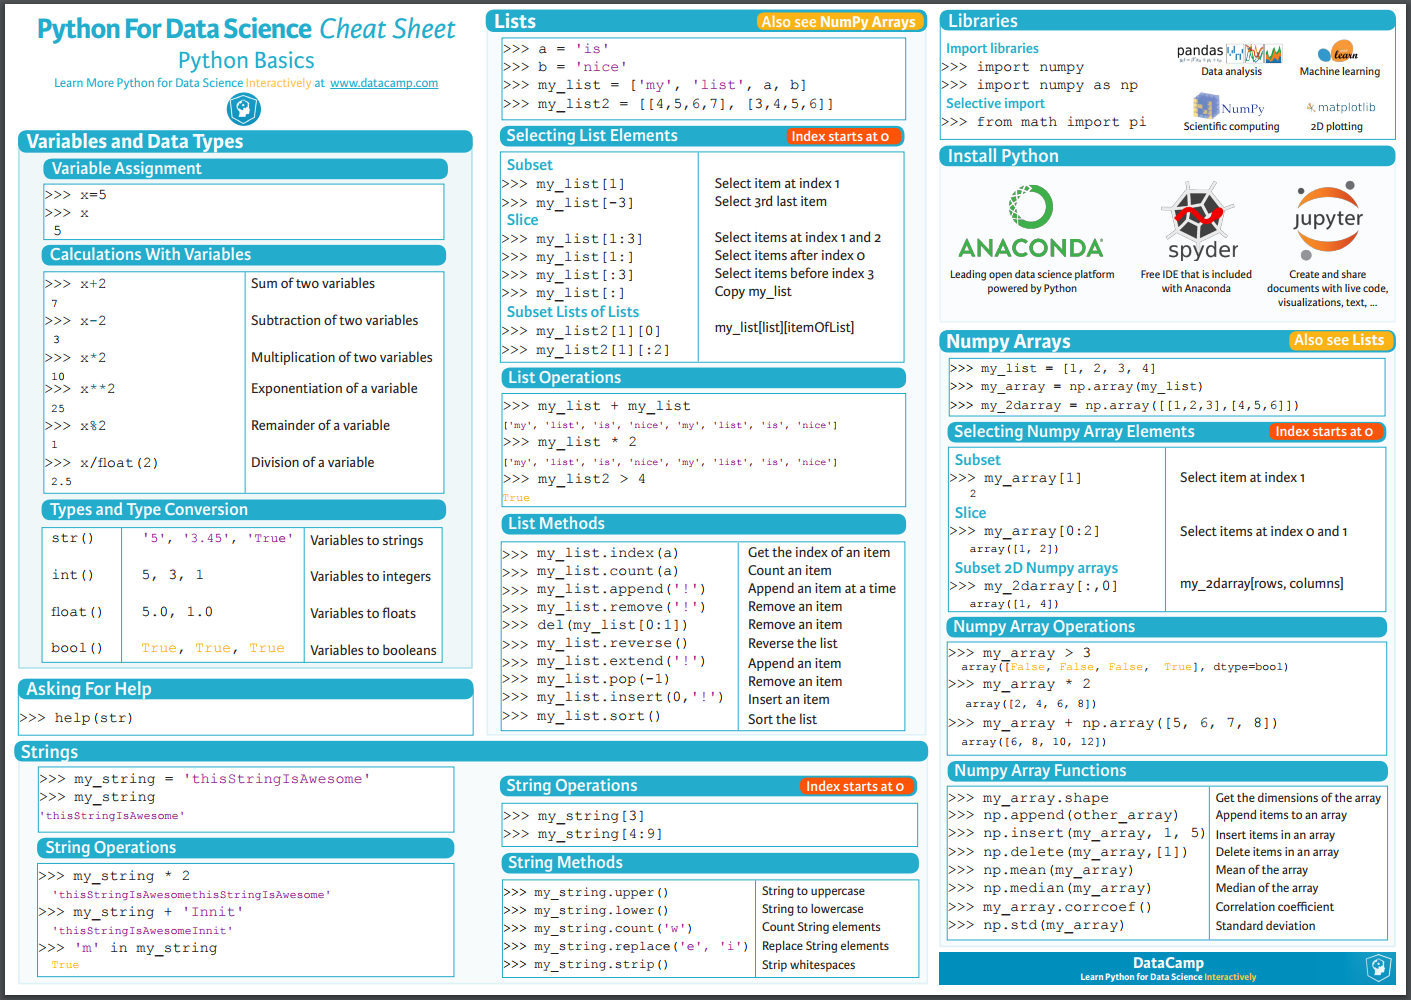 Python For Data Science Cheat Sheet
Python Basics
Learn More Python for Data Science Interactively at www.datacamp.com
Variables and Data Types
Variable Assignment
>>> x=5
>>> x
5
Calculations With Variables
>>> x+2 Sum of two variables
7
>>> x-2 Subtraction of two variables
3
>>> x*2 Multiplication of two variables
10
>>> x**2 Exponentiation of a variable
25
>>> x%2 Remainder of a variable
1
>>> x/float(2) Division of a variable
2.5
Types and Type Conversion
str() '5', '3.45', 'True' Variables to strings
int() 5, 3, 1 Variables to integers
float() 5.0, 1.0 Variables to floats
bool() True, True, True Variables to booleans
Asking For Help
>>> help(str)
Strings
>>> my_string = 'thisStringIsAwesome'
>>> my_string
'thisStringIsAwesome'
String Operations
>>> my_string * 2
'thisStringIsAwesomethisStringIsAwesome'
>>> my_string + 'Innit'
'thisStringIsAwesomeInnit'
>>> 'm' in my_string
True
Lists Also see NumPy Arrays
>>> a = 'is'
>>> b = 'nice'
>>> my_list = ['my', 'list', a, b]
>>> my_list2 = [[4,5,6,7], [3,4,5,6]]
Selecting List Elements Index starts at 0
Subset
>>> my_list[1] Select item at index 1
>>> my_list[-3] Select 3rd last item
Slice
>>> my_list[1:3] Select items at index 1 and 2
>>> my_list[1:] Select items after index 0
>>> my_list[:3] Select items before index 3
>>> my_list[:] Copy my_list
Subset Lists of Lists
>>> my_list2[1][0] my_list[list][itemOfList]
>>> my_list2[1][:2]
List Operations
>>> my_list + my_list
['my', 'list', 'is', 'nice', 'my', 'list', 'is', 'nice']
>>> my_list * 2
['my', 'list', 'is', 'nice', 'my', 'list', 'is', 'nice']
>>> my_list2 > 4
True
List Methods
>>> my_list.index(a) Get the index of an item
>>> my_list.count(a) Count an item
>>> my_list.append('!') Append an item at a time
>>> my_list.remove('!') Remove an item
>>> del(my_list[0:1]) Remove an item
>>> my_list.reverse() Reverse the list
>>> my_list.extend('!') Append an item
>>> my_list.pop(-1) Remove an item
>>> my_list.insert(0,'!') Insert an item
>>> my_list.sort() Sort the list
String Operations Index starts at 0
>>> my_string[3]
>>> my_string[4:9]
String Methods
>>> my_string.upper() String to uppercase
>>> my_string.lower() String to lowercase
>>> my_string.count('w') Count String elements
>>> my_string.replace('e', 'i') Replace String elements
>>> my_string.strip() Strip whitespaces
Libraries
Import libraries
>>> import numpy
>>> import numpy as np
Selective import
>>> from math import pi
pandas
Data analysis
learn
Machine learning
NumPy
Scientific computing
matplotlib
2D plotting
Install Python
ANACONDA
Leading open data science platform
powered by Python
spyder
Free IDE that is included
with Anaconda
jupyter
Create and share
documents with live code,
visualizations, text, ...
Numpy Arrays Also see Lists
>>> my_list = [1, 2, 3, 4]
>>> my_array = np.array(my_list)
>>> my_2darray = np.array([[1,2,3],[4,5,6]])
Selecting Numpy Array Elements Index starts at 0
Subset
>>> my_array[1] Select item at index 1
2
Slice
>>> my_array[0:2] Select items at index 0 and 1
array([1, 2])
Subset 2D Numpy arrays
>>> my_2darray[:,0] my_2darray[rows, columns]
array([1, 4])
Numpy Array Operations
>>> my_array > 3
array([False, False, False, True], dtype=bool)
>>> my_array * 2
array([2, 4, 6, 8])
>>> my_array + np.array([5, 6, 7, 8])
array([6, 8, 10, 12])
Numpy Array Functions
>>> my_array.shape Get the dimensions of the array
>>> np.append(other_array) Append items to an array
>>> np.insert(my_array, 1, 5) Insert items in an array
>>> np.delete(my_array,[1]) Delete items in an array
>>> np.mean(my_array) Mean of the array
>>> np.median(my_array) Median of the array
>>> my_array.corrcoef() Correlation coefficient
>>> np.std(my_array) Standard deviation
DataCamp
Learn Python for Data Science Interactively